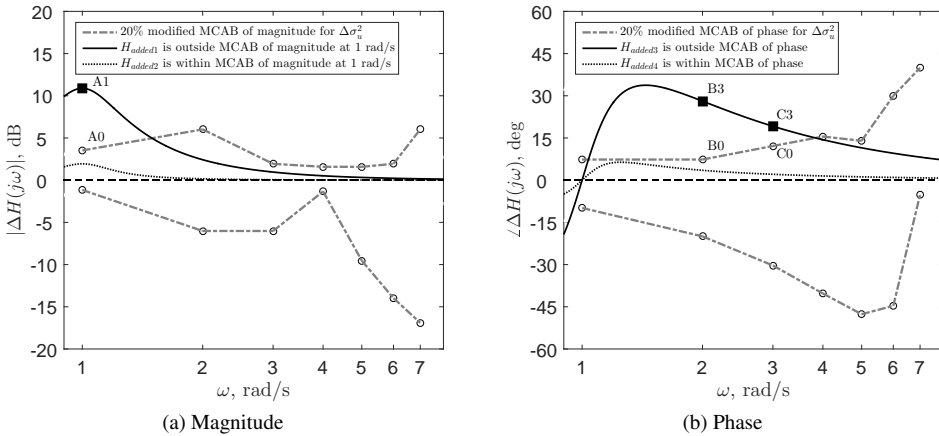 20% modified MCAB of magnitude for Δσ_u^2
H_added1 is outside MCAB of magnitude at 1 rad/s
H_added2 is within MCAB of magnitude at 1 rad/s
20
15
10
5
0
-5
-10
-15
-20
|ΔH(jω)|, dB
A1
A0
1 2 3 4 5 6 7
ω, rad/s
(a) Magnitude
20% modified MCAB of phase for Δσ_u^2
H_added3 is outside MCAB of phase
H_added4 is within MCAB of phase
60
45
30
15
0
-15
-30
-45
-60
∠ΔH(jω), deg
B3
C3
B0
C0
1 2 3 4 5 6 7
ω, rad/s
(b) Phase